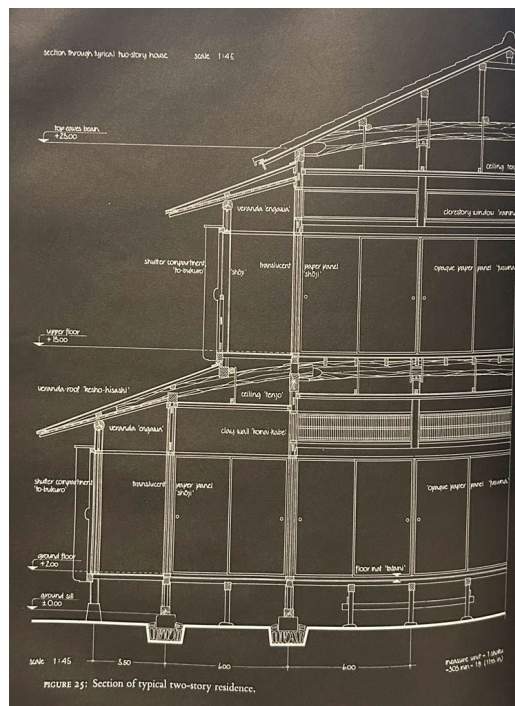 section through typical two-story house scale 1:45
top eaves beam
+25.00
ceiling
veranda 'engawa'
clerestory window
shutter compartment
'to-bukuro'
'shōji'
translucent paper panel
'shōji'
opaque paper panel
upper floor
+15.00
veranda-roof 'kesho-hisashi'
ceiling 'tenjo'
veranda 'engawa'
clay wall 'konai-kabe'
shutter compartment
'to-bukuro'
translucent paper panel
'shōji'
opaque paper panel
ground floor
+2.00
floor mat 'tatami'
ground sill
±0.00
scale 1:45
6.00
6.00
measure unit = 1 shaku
FIGURE 25: Section of typical two-story residence.